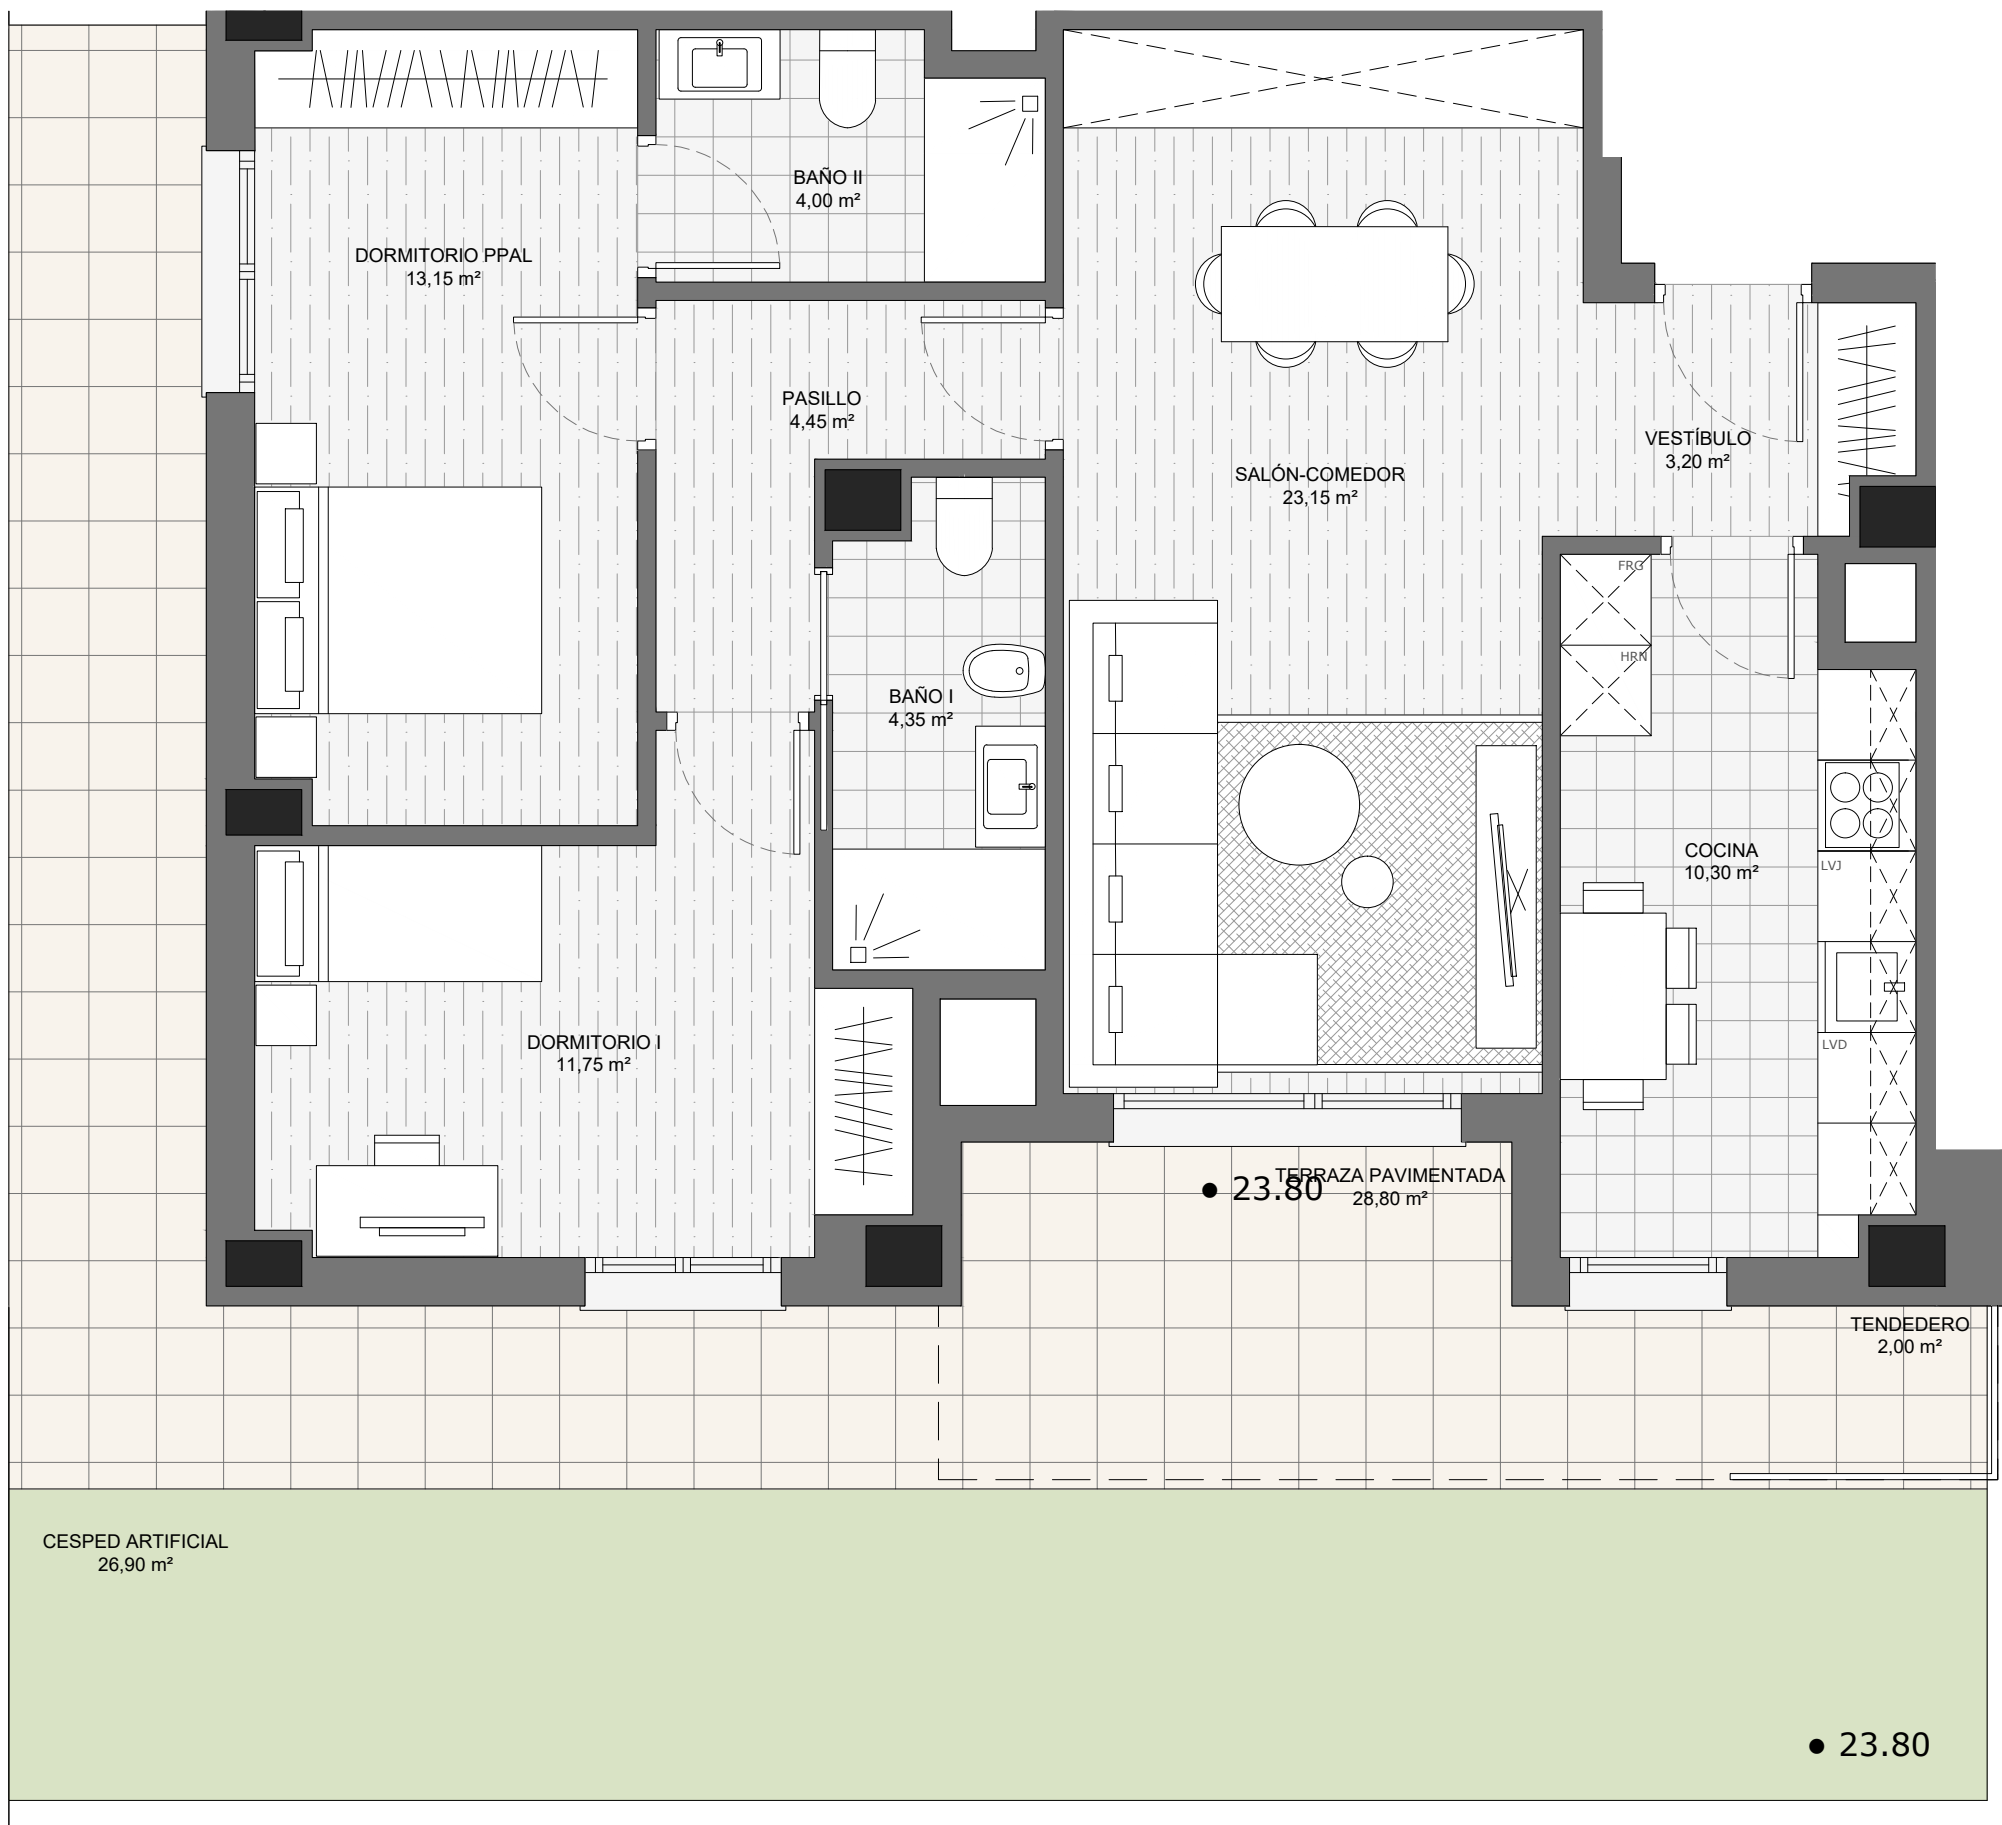 BAÑO II
4,00 m²
DORMITORIO PPAL
13,15 m²
PASILLO
4,45 m²
SALÓN-COMEDOR
23,15 m²
VESTÍBULO
3,20 m²
FRG
HRN
BAÑO I
4,35 m²
COCINA
10,30 m²
LVJ
LVD
DORMITORIO I
11,75 m²
TERRAZA PAVIMENTADA
28,80 m²
23.80
TENDEDERO
2,00 m²
CESPED ARTIFICIAL
26,90 m²
23.80